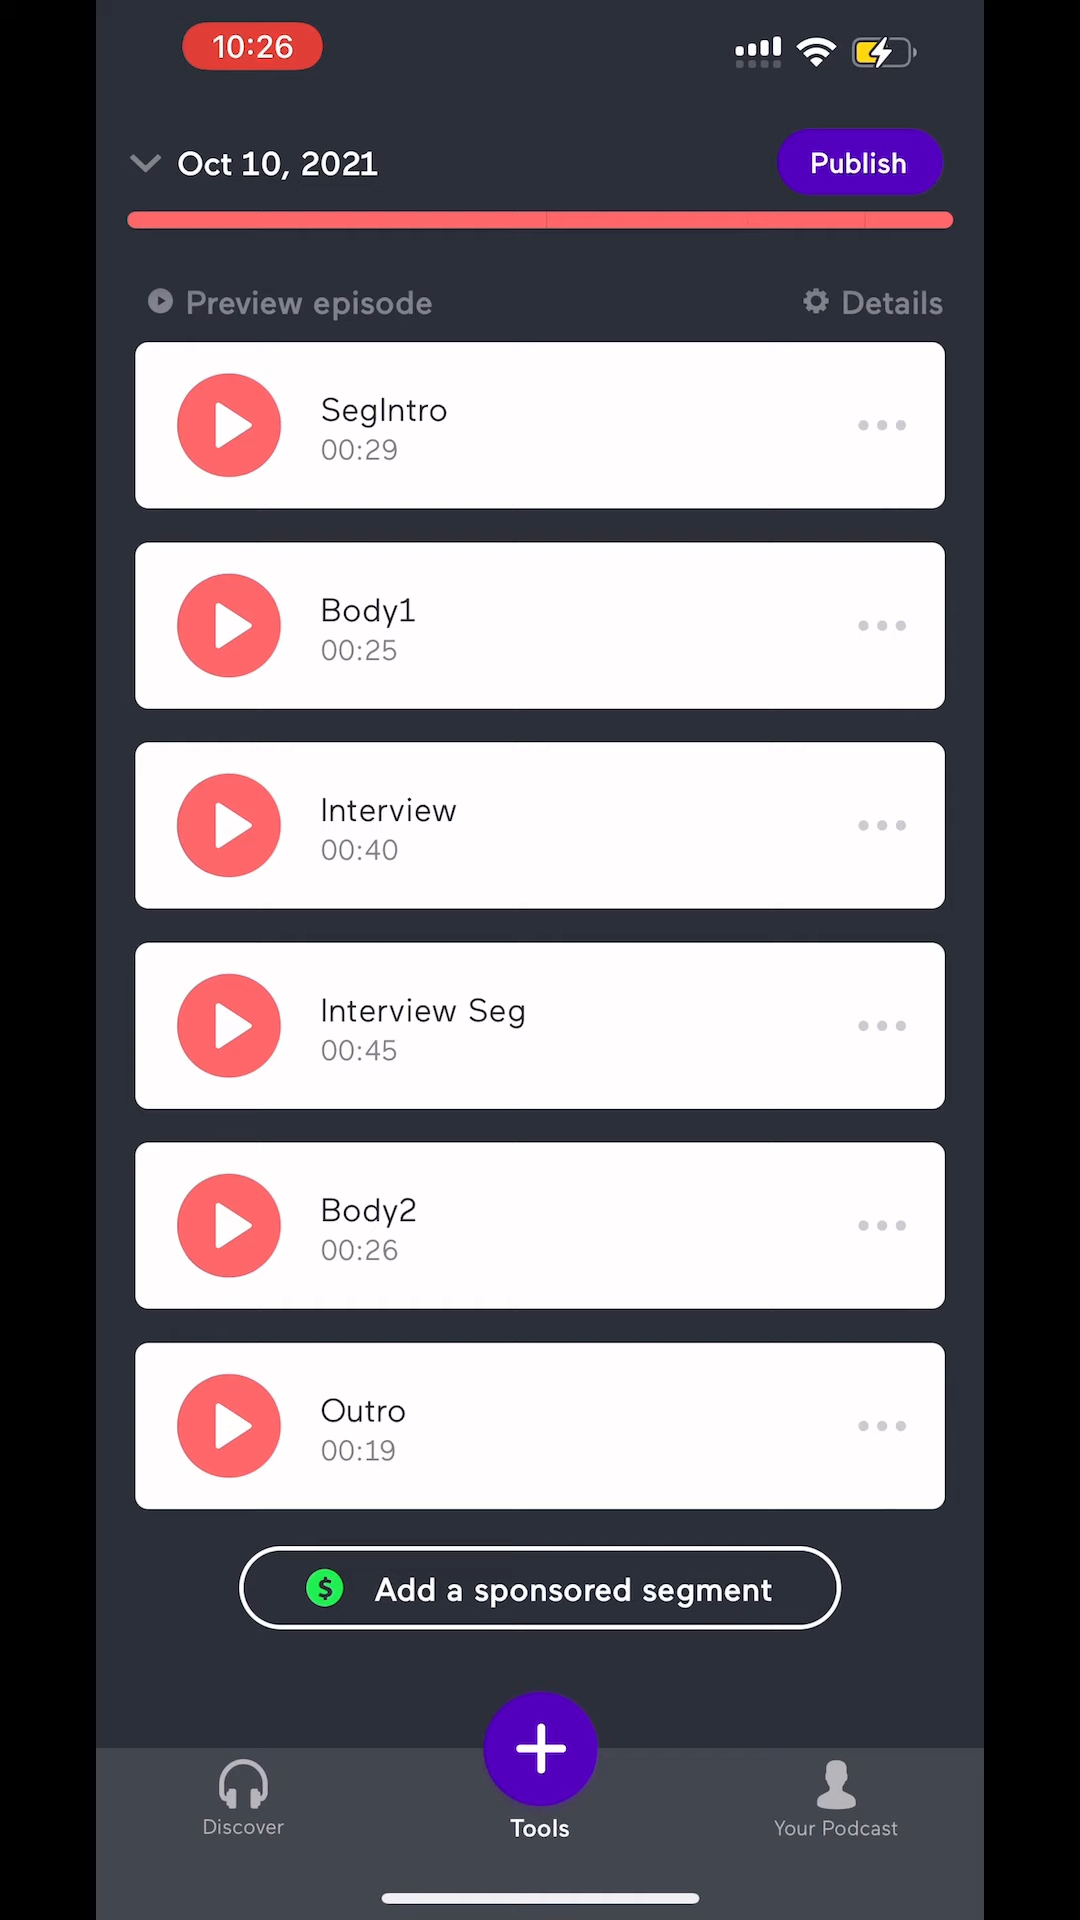 10:26
Oct 10, 2021
Publish
Preview episode
Details
SegIntro
00:29
Body1
00:25
Interview
00:40
Interview Seg
00:45
Body2
00:26
Outro
00:19
$ Add a sponsored segment
Discover
Tools
Your Podcast